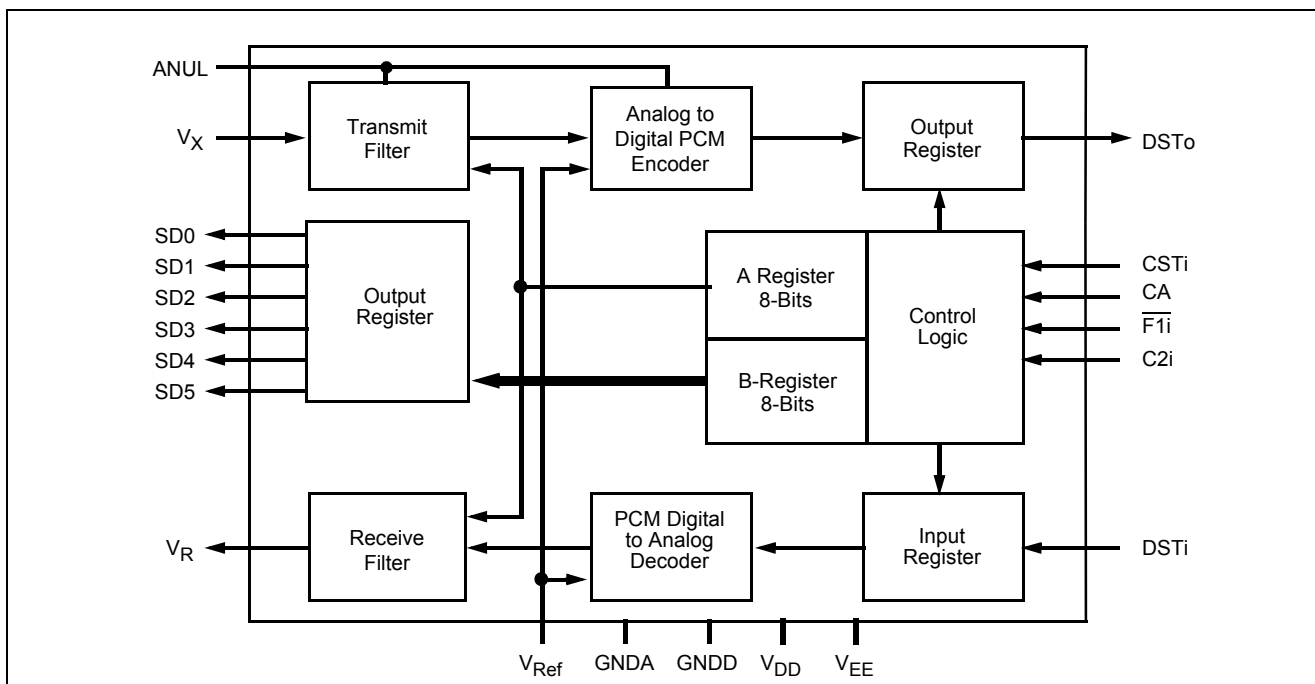 ANUL
Transmit
Filter
Analog to
Digital PCM
Encoder
Output
Register
VX
DSTo
SD0
SD1
SD2
SD3
SD4
SD5
Output
Register
A Register
8-Bits
B-Register
8-Bits
Control
Logic
CSTi
CA
F1i
C2i
VR
Receive
Filter
PCM Digital
to Analog
Decoder
Input
Register
DSTi
VRef
GNDA
GNDD
VDD
VEE